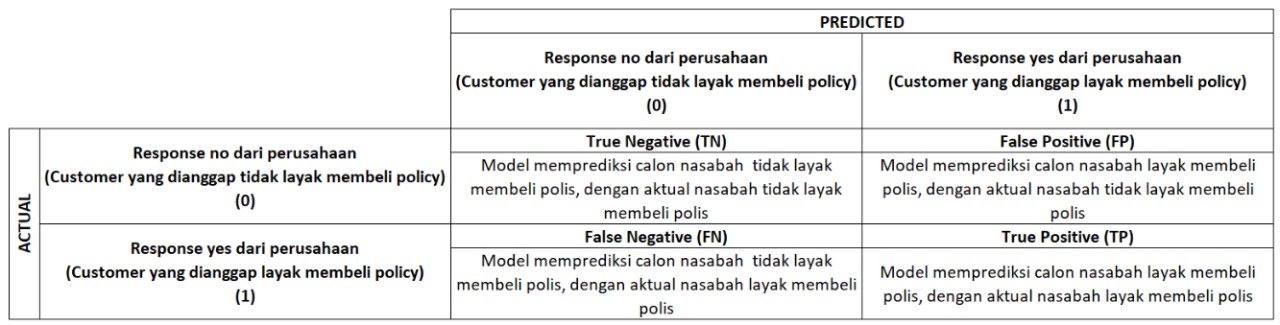 PREDICTED
Response no dari perusahaan
(Customer yang dianggap tidak layak membeli policy)
(0)
Response yes dari perusahaan
(Customer yang dianggap layak membeli policy)
(1)
ACTUAL
Response no dari perusahaan
(Customer yang dianggap tidak layak membeli policy)
(0)
True Negative (TN)
Model memprediksi calon nasabah  tidak layak
membeli polis, dengan aktual nasabah tidak layak
membeli polis
False Positive (FP)
Model memprediksi calon nasabah layak membeli
polis, dengan aktual nasabah tidak layak membeli
polis
Response yes dari perusahaan
(Customer yang dianggap layak membeli policy)
(1)
False Negative (FN)
Model memprediksi calon nasabah  tidak layak
membeli polis, dengan aktual nasabah layak membeli
polis
True Positive (TP)
Model memprediksi calon nasabah layak membeli
polis, dengan aktual nasabah layak membeli polis